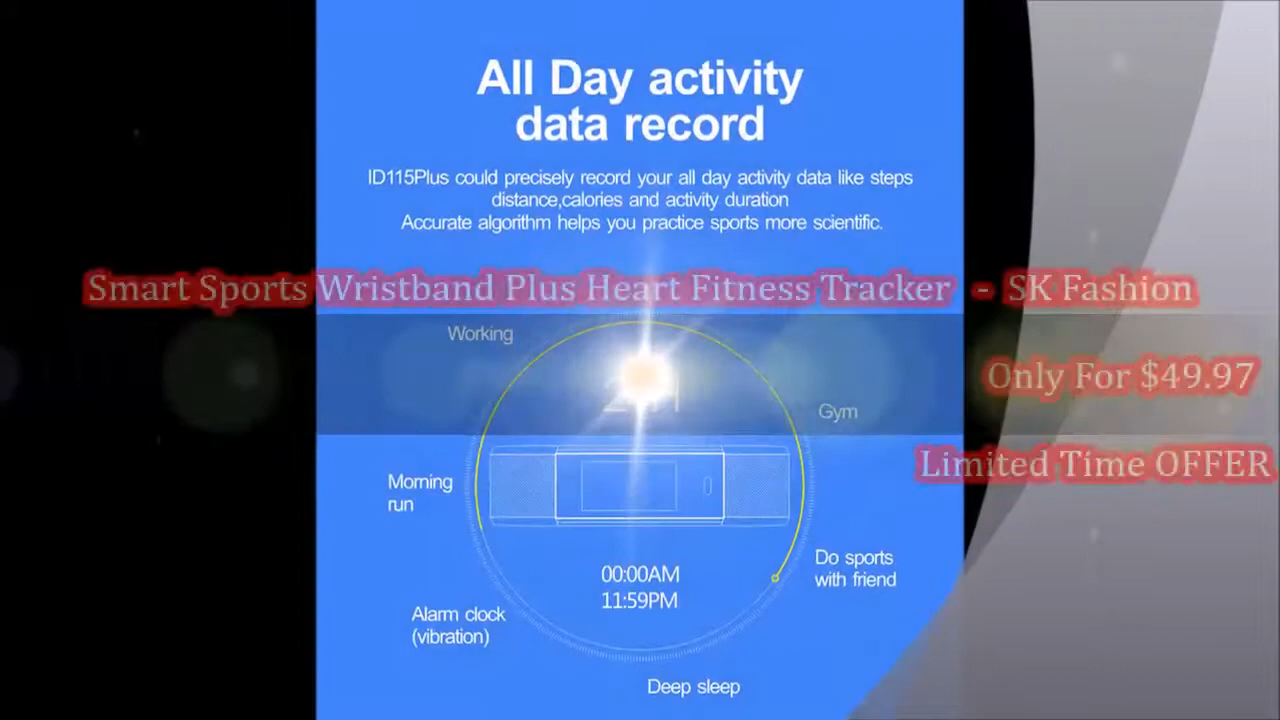 All Day activity
data record
ID115Plus could precisely record your all day activity data like steps
distance,calories and activity duration
Accurate algorithm helps you practice sports more scientific.
Smart Sports Wristband Plus Heart Fitness Tracker - SK Fashion
Working
Only For $49.97
Gym
Limited Time OFFER
Morning
run
Do sports
with friend
00:00AM
11:59PM
Alarm clock
(vibration)
Deep sleep